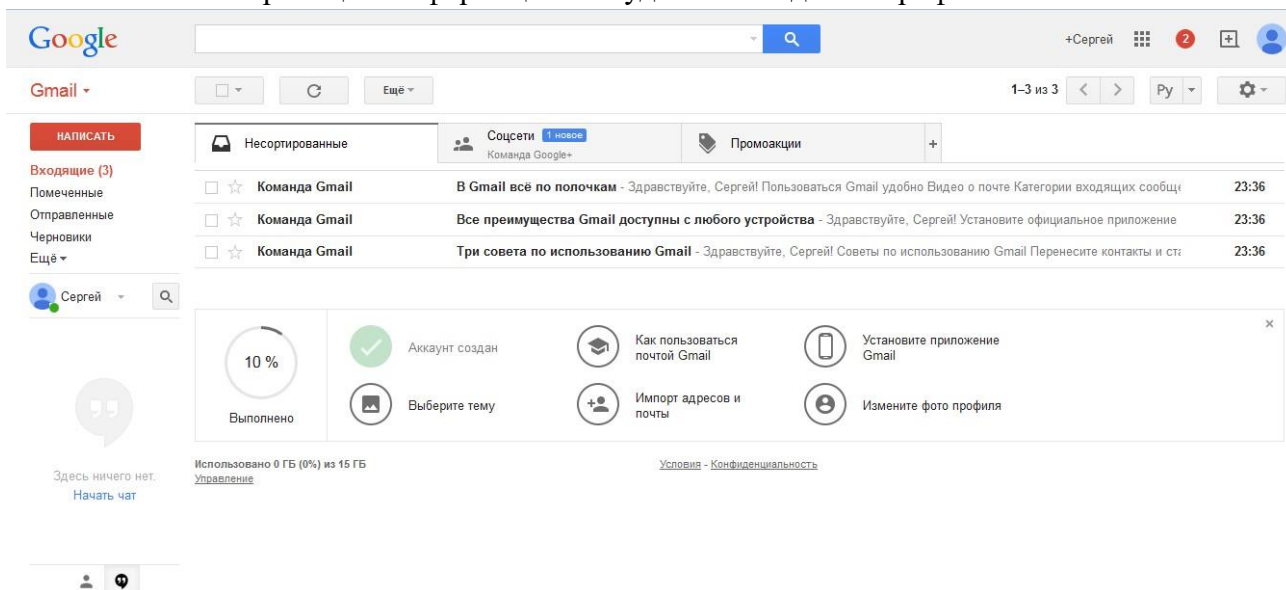 Google
+Сергей
2
Gmail
Ещё
1–3 из 3
Ру
НАПИСАТЬ
Входящие (3)
Помеченные
Отправленные
Черновики
Ещё
Сергей
Здесь ничего нет.
Начать чат
Несортированные
Соцсети 1 новое
Команда Google+
Промоакции
+
Команда Gmail В Gmail всё по полочкам - Здравствуйте, Сергей! Пользоваться Gmail удобно Видео о почте Категории входящих сообще 23:36
Команда Gmail Все преимущества Gmail доступны с любого устройства - Здравствуйте, Сергей! Установите официальное приложение 23:36
Команда Gmail Три совета по использованию Gmail - Здравствуйте, Сергей! Советы по использованию Gmail Перенесите контакты и ста 23:36
10 %
Выполнено
Аккаунт создан
Как пользоваться
почтой Gmail
Установите приложение
Gmail
Выберите тему
Импорт адресов и
почты
Измените фото профиля
Использовано 0 ГБ (0%) из 15 ГБ
Управление
Условия - Конфиденциальность